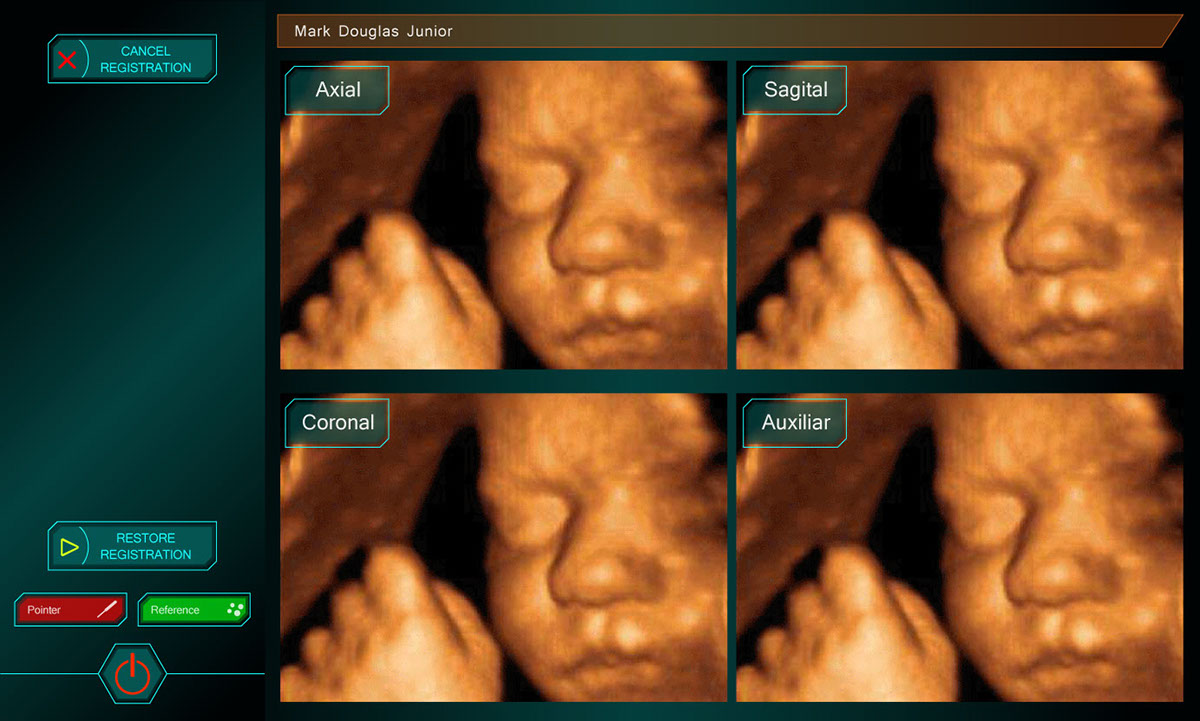 CANCEL
REGISTRATION
Mark Douglas Junior
Axial
Sagital
Coronal
Auxiliar
RESTORE
REGISTRATION
Pointer
Reference